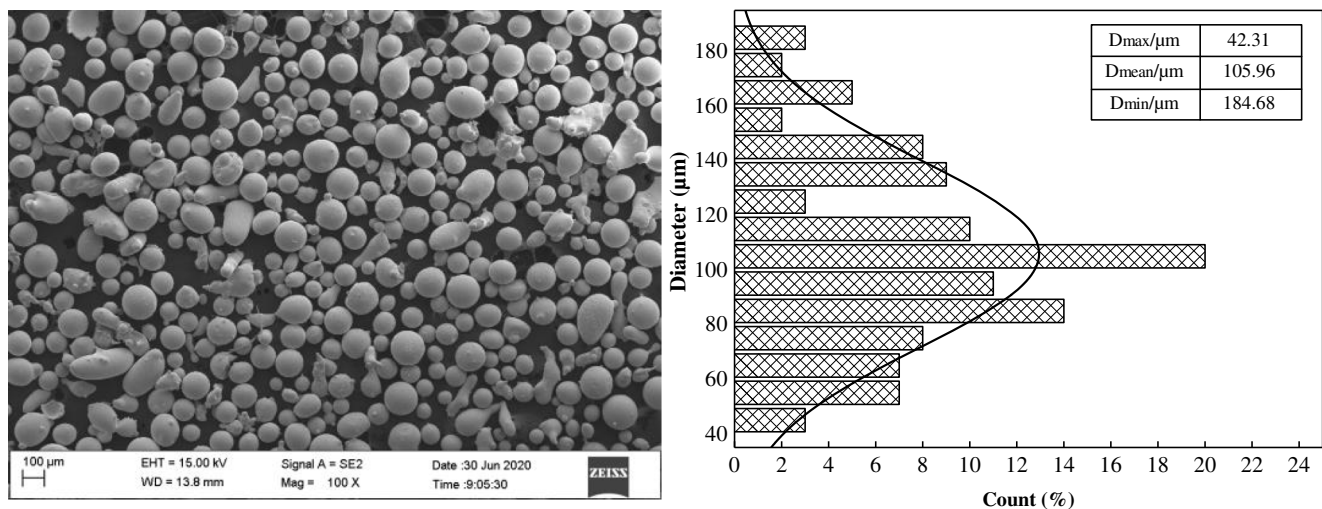 100 µm
EHT = 15.00 kV
WD = 13.8 mm
Signal A = SE2
Mag = 100 X
Date :30 Jun 2020
Time :9:05:30
ZEISS
Diameter (µm)
180
160
140
120
100
80
60
40
0 2 4 6 8 10 12 14 16 18 20 22 24
Count (%)
Dmax/µm 42.31
Dmean/µm 105.96
Dmin/µm 184.68